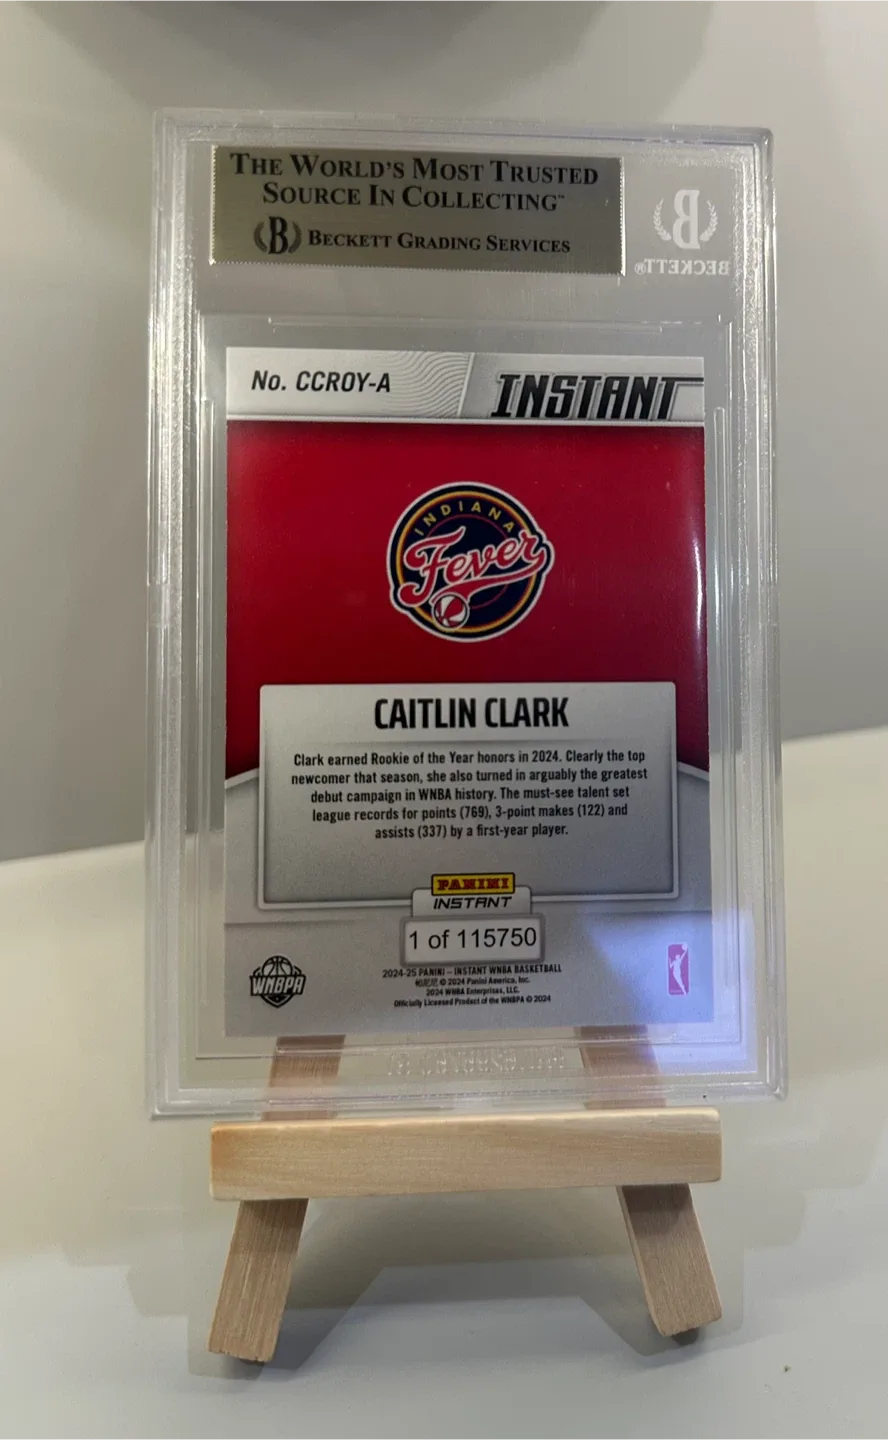 THE WORLD'S MOST TRUSTED
SOURCE IN COLLECTING™
B BECKETT GRADING SERVICES
B
BECKETT®
No. CCROY-A
INSTANT
INDIANA
Fever
CAITLIN CLARK
Clark earned Rookie of the Year honors in 2024. Clearly the top
newcomer that season, she also turned in arguably the greatest
debut campaign in WNBA history. The must-see talent set
league records for points (769), 3-point makes (122) and
assists (337) by a first-year player.
PANINI
INSTANT
1 of 115750
2024-25 PANINI – INSTANT WNBA BASKETBALL
帕尼尼 © 2024 Panini America, Inc.
2024 WNBA Enterprises, LLC.
Officially Licensed Product of the WNBPA © 2024
WNBPA